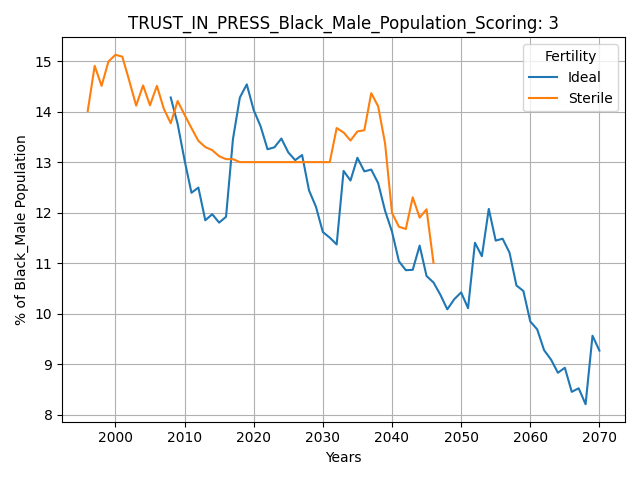 TRUST_IN_PRESS_Black_Male_Population_Scoring: 3
Fertility
Ideal
Sterile
% of Black_Male Population
15
14
13
12
11
10
9
8
2000 2010 2020 2030 2040 2050 2060 2070
Years